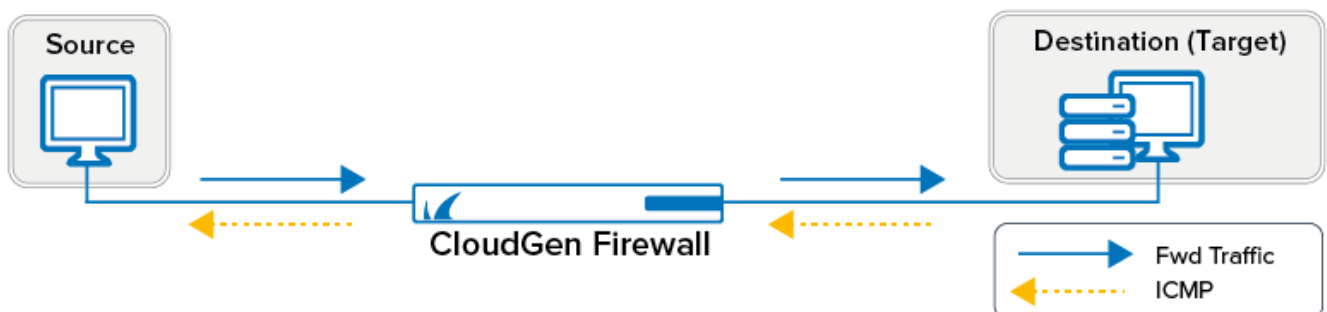 Source
Destination (Target)
CloudGen Firewall
Fwd Traffic
ICMP